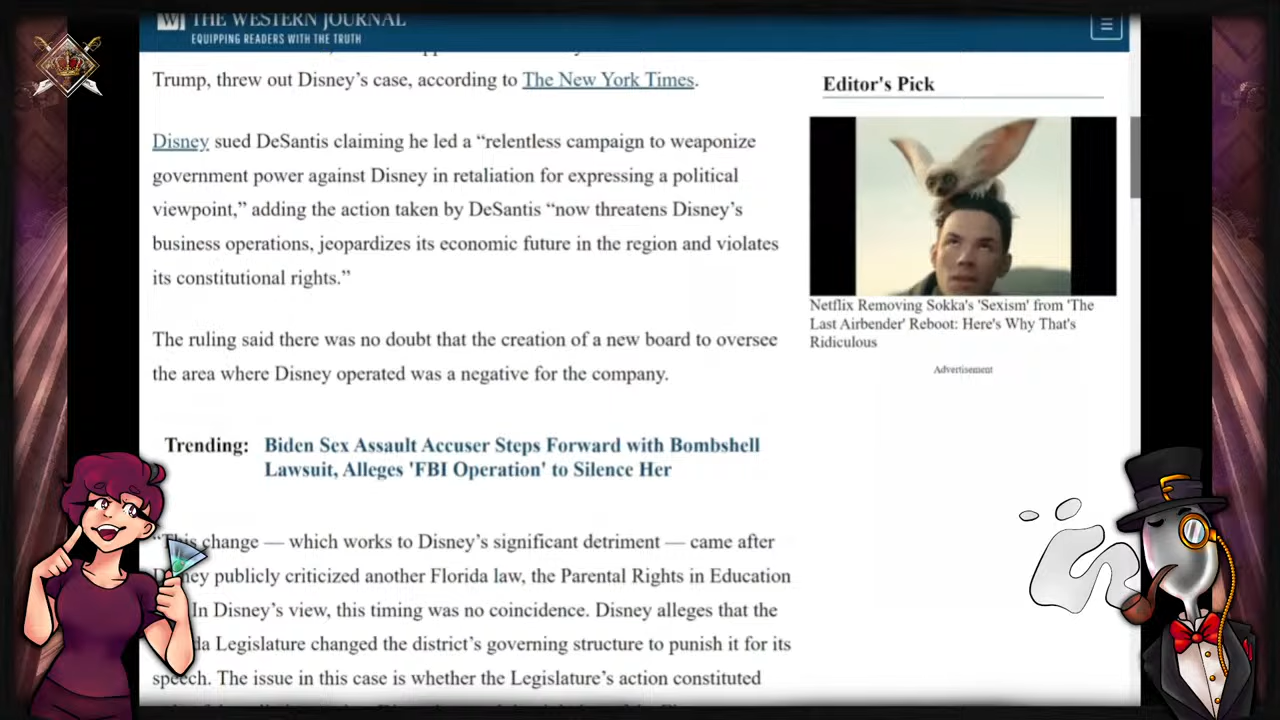 W THE WESTERN JOURNAL
EQUIPPING READERS WITH THE TRUTH
Trump, threw out Disney's case, according to The New York Times.
Disney sued DeSantis claiming he led a “relentless campaign to weaponize
government power against Disney in retaliation for expressing a political
viewpoint,” adding the action taken by DeSantis “now threatens Disney's
business operations, jeopardizes its economic future in the region and violates
its constitutional rights.”
The ruling said there was no doubt that the creation of a new board to oversee
the area where Disney operated was a negative for the company.
Trending: Biden Sex Assault Accuser Steps Forward with Bombshell
Lawsuit, Alleges 'FBI Operation' to Silence Her
“This change — which works to Disney's significant detriment — came after
publicly criticized another Florida law, the Parental Rights in Education
In Disney's view, this timing was no coincidence. Disney alleges that the
Legislature changed the district's governing structure to punish it for its
speech. The issue in this case is whether the Legislature's action constituted
Editor's Pick
Netflix Removing Sokka's 'Sexism' from 'The
Last Airbender' Reboot: Here's Why That's
Ridiculous
Advertisement